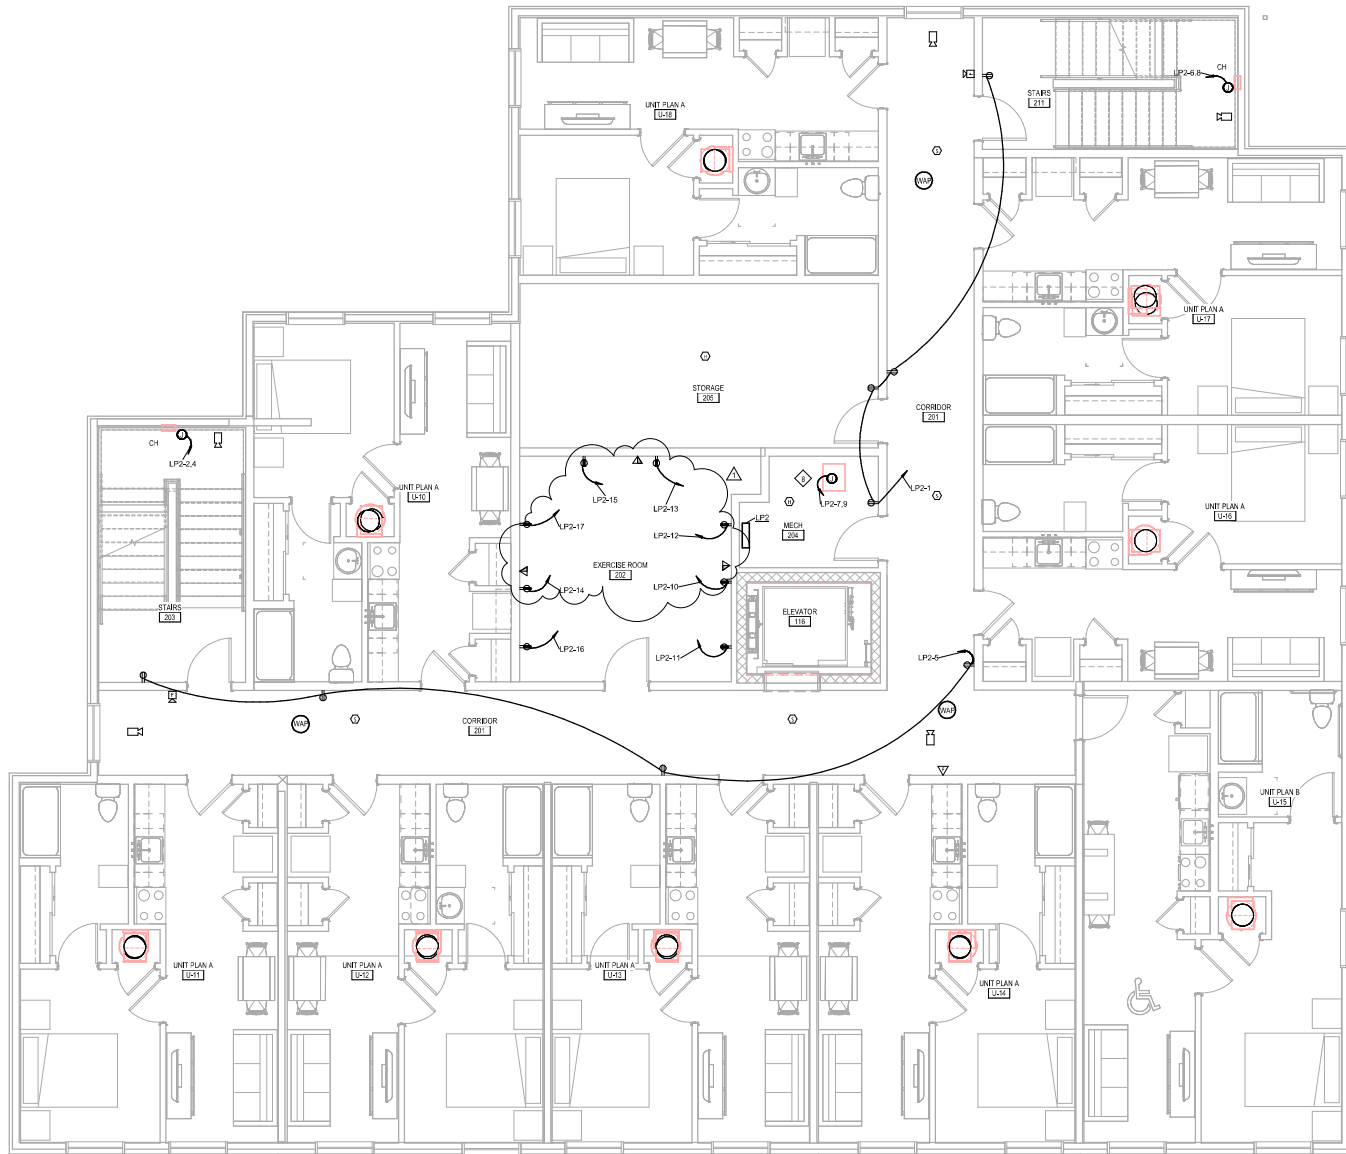 CH
LP2-6,8
STAIRS
211
UNIT PLAN A
U-18
S
WAP
UNIT PLAN A
U-17
H
STORAGE
205
CORRIDOR
201
CH
LP2-2,4
UNIT PLAN A
U-10
LP2-15
LP2-13
1
8
J
LP2-7,9
LP2-1
S
H
LP2-17
LP2-12
LP2
MECH
204
UNIT PLAN A
U-16
EXERCISE ROOM
202
LP2-14
LP2-10
STAIRS
203
ELEVATOR
116
LP2-16
LP2-11
LP2-5
F
WAP
S
CORRIDOR
201
S
WAP
UNIT PLAN B
U-15
UNIT PLAN A
U-11
UNIT PLAN A
U-12
UNIT PLAN A
U-13
UNIT PLAN A
U-14